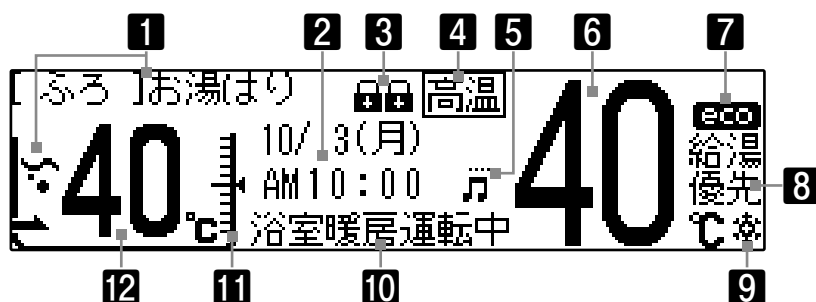 1 2 3 4 5 6 7
[ ふろ ]お湯はり 高温
40 ℃
10/ 3(月)
AM10:00
浴室暖房運転中
40
eco
給湯
優先
℃
8
12 11 10 9